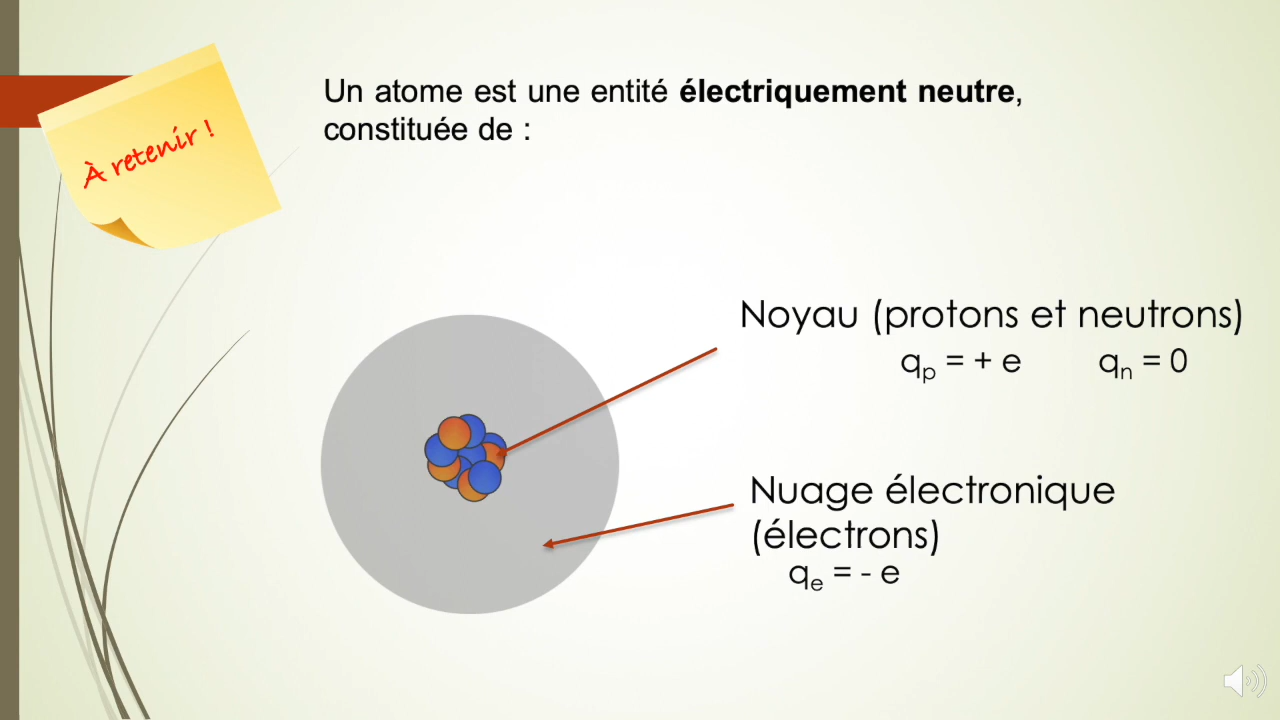 À retenir !
Un atome est une entité électriquement neutre,
constituée de :
Noyau (protons et neutrons)
qp = + e qn = 0
Nuage électronique
(électrons)
qe = - e